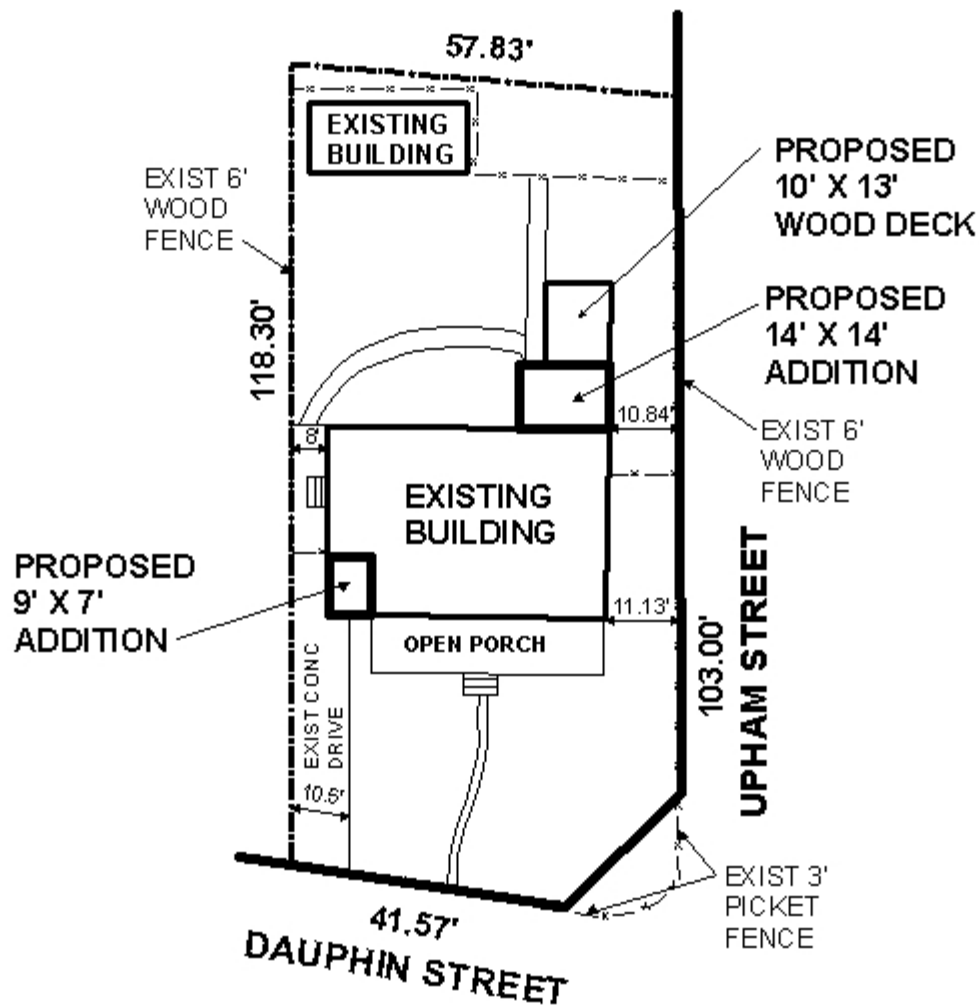 57.83'
EXISTING
BUILDING
PROPOSED
10' X 13'
WOOD DECK
EXIST 6'
WOOD
FENCE
PROPOSED
14' X 14'
ADDITION
118.30'
10.84'
8'
EXIST 6'
WOOD
FENCE
EXISTING
BUILDING
PROPOSED
9' X 7'
ADDITION
11.13'
OPEN PORCH
103.00'
UPHAM STREET
EXIST CONC
DRIVE
10.5'
EXIST 3'
PICKET
FENCE
41.57'
DAUPHIN STREET